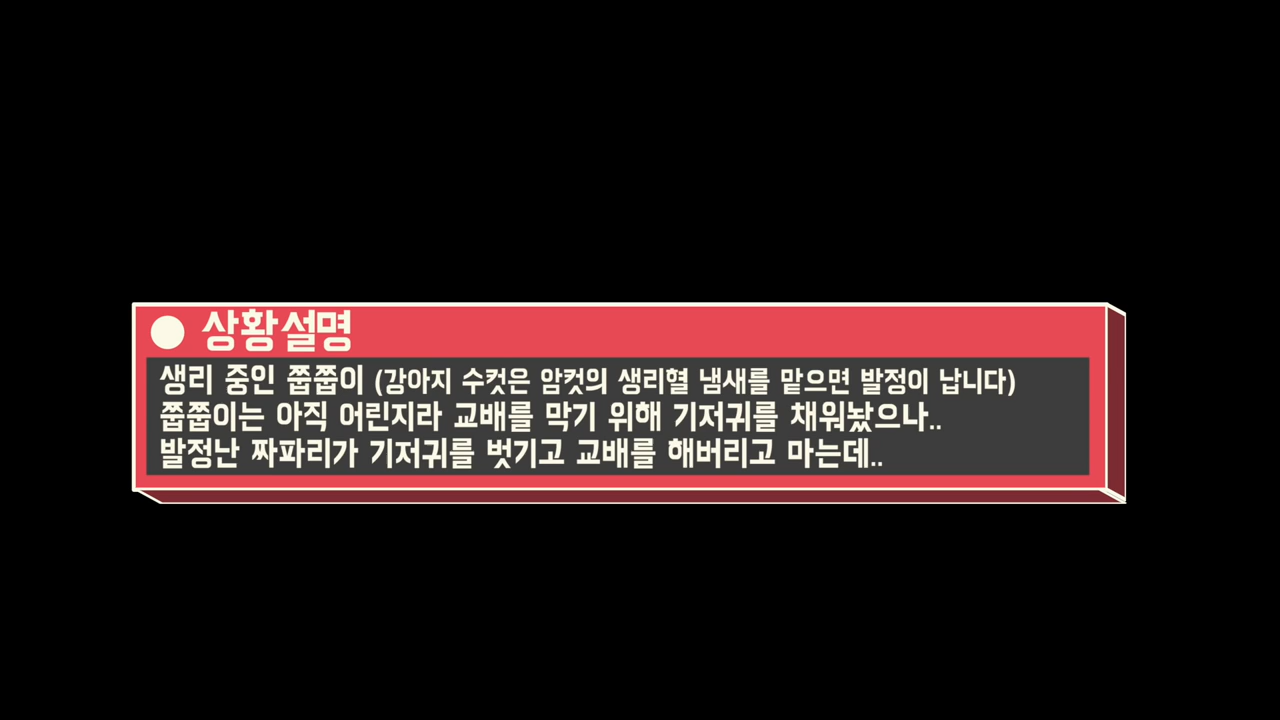 상황설명
생리 중인 쭙쭙이 (강아지 수컷은 암컷의 생리혈 냄새를 맡으면 발정이 납니다)
쭙쭙이는 아직 어린지라 교배를 막기 위해 기저귀를 채워놨으나..
발정난 짜파리가 기저귀를 벗기고 교배를 해버리고 마는데..